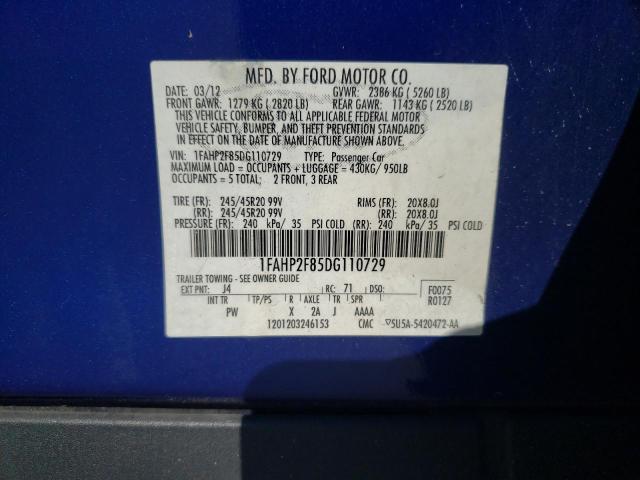 MFD. BY FORD MOTOR CO.
DATE: 03/12 GVWR: 2386 KG ( 5260 LB)
FRONT GAWR: 1279 KG ( 2820 LB) REAR GAWR: 1143 KG ( 2520 LB)
THIS VEHICLE CONFORMS TO ALL APPLICABLE FEDERAL MOTOR
VEHICLE SAFETY, BUMPER, AND THEFT PREVENTION STANDARDS
IN EFFECT ON THE DATE OF MANUFACTURE SHOWN ABOVE.
VIN: 1FAHP2F85DG110729 TYPE: Passenger Car
MAXIMUM LOAD = OCCUPANTS + LUGGAGE = 430KG/ 950LB
OCCUPANTS = 5 TOTAL; 2 FRONT, 3 REAR
TIRE (FR): 245/45R20 99V RIMS (FR): 20X8.0J
(RR): 245/45R20 99V (RR): 20X8.0J
PRESSURE (FR): 240 kPa/ 35 PSI COLD (RR): 240 kPa/ 35 PSI COLD
1FAHP2F85DG110729
TRAILER TOWING - SEE OWNER GUIDE
EXT PNT: J4 RC: 71 DSO: F0075
R0127
INT TR TP/PS R AXLE TR SPR
PW X 2A J AAAA
1201203246153 CMC ▽5U5A-5420472-AA